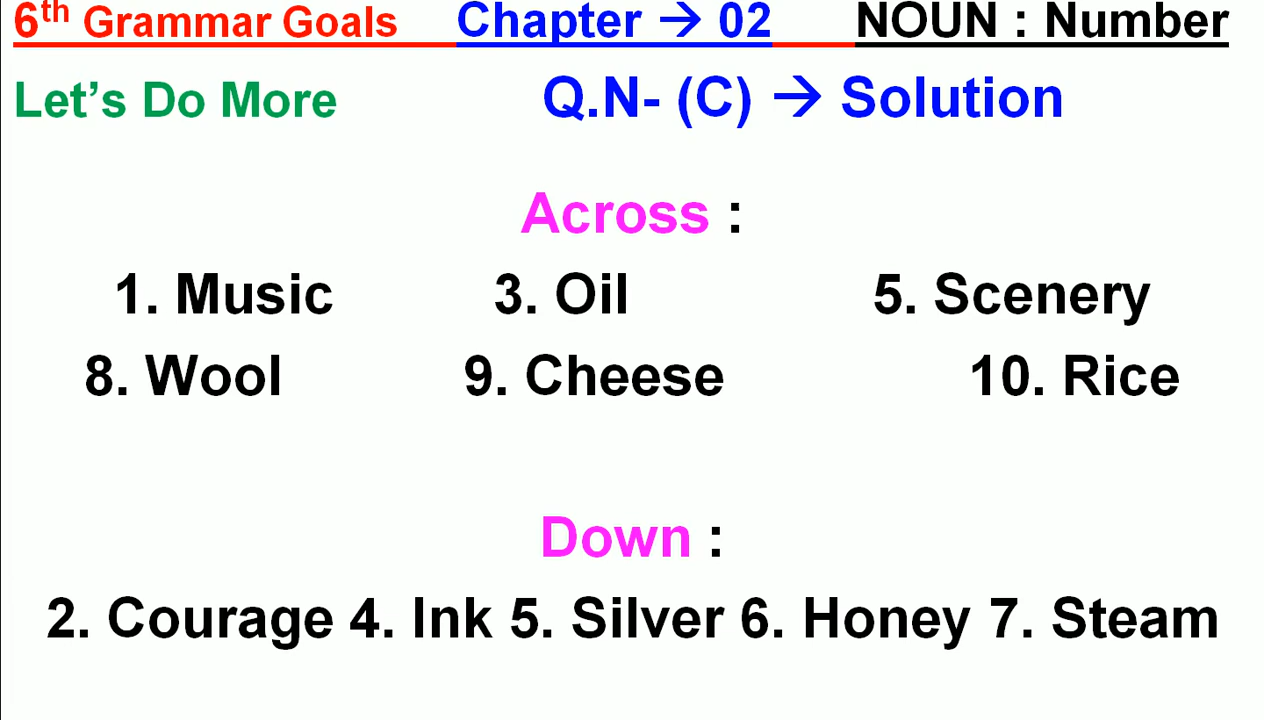 6th Grammar Goals Chapter → 02 NOUN : Number
Let's Do More Q.N- (C) → Solution
Across :
1. Music 3. Oil 5. Scenery
8. Wool 9. Cheese 10. Rice
Down :
2. Courage 4. Ink 5. Silver 6. Honey 7. Steam